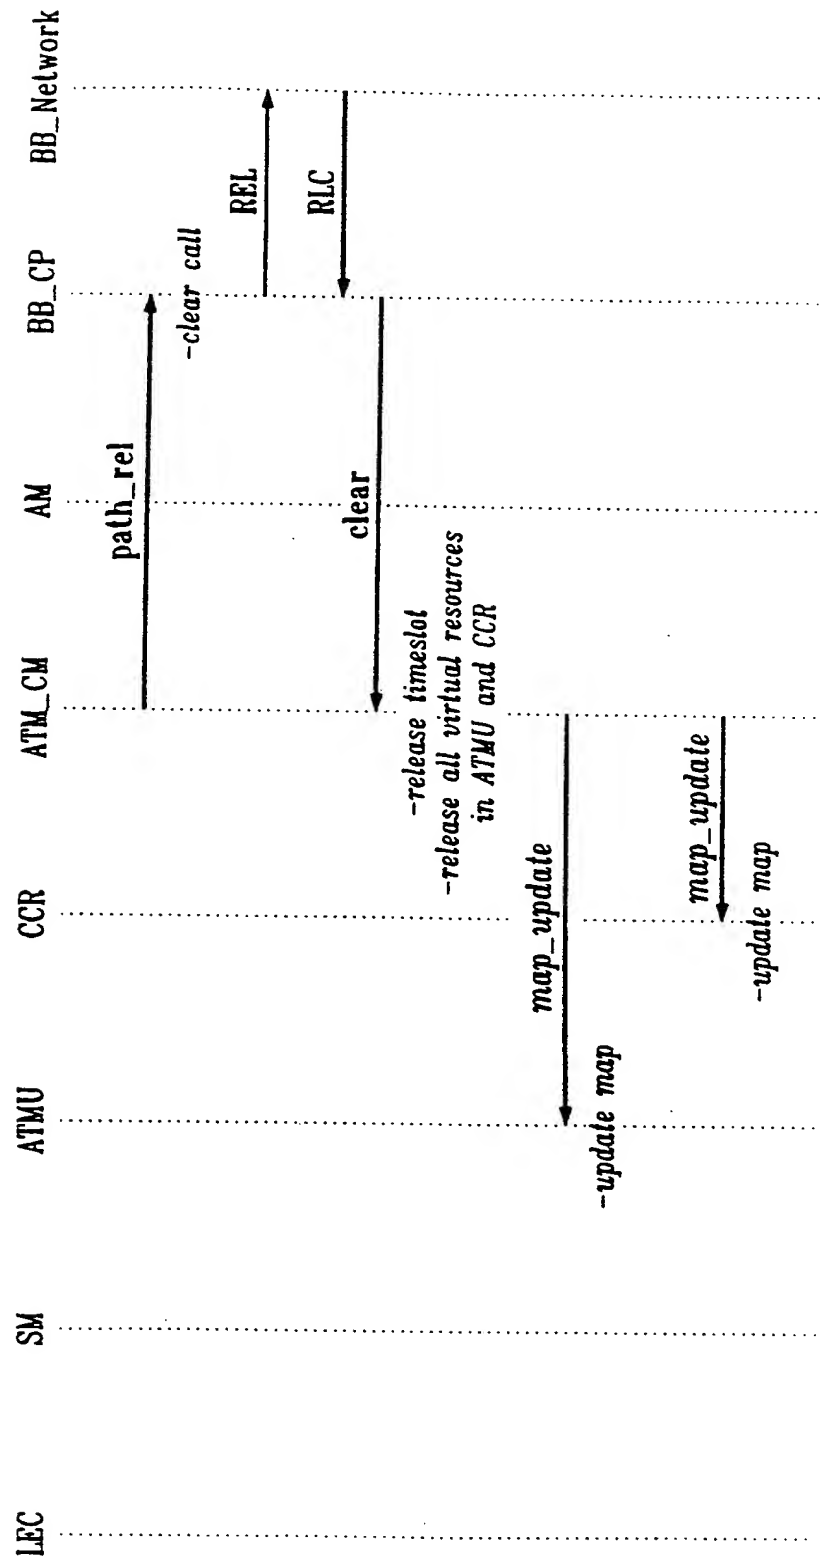 LEC
SM
ATMU
CCR
ATM_CM
AM
BB_CP
BB_Network
path_rel
-clear call
REL
RLC
clear
-release timeslot
-release all virtual resources
in ATMU and CCR
map_update
-update map
map_update
-update map